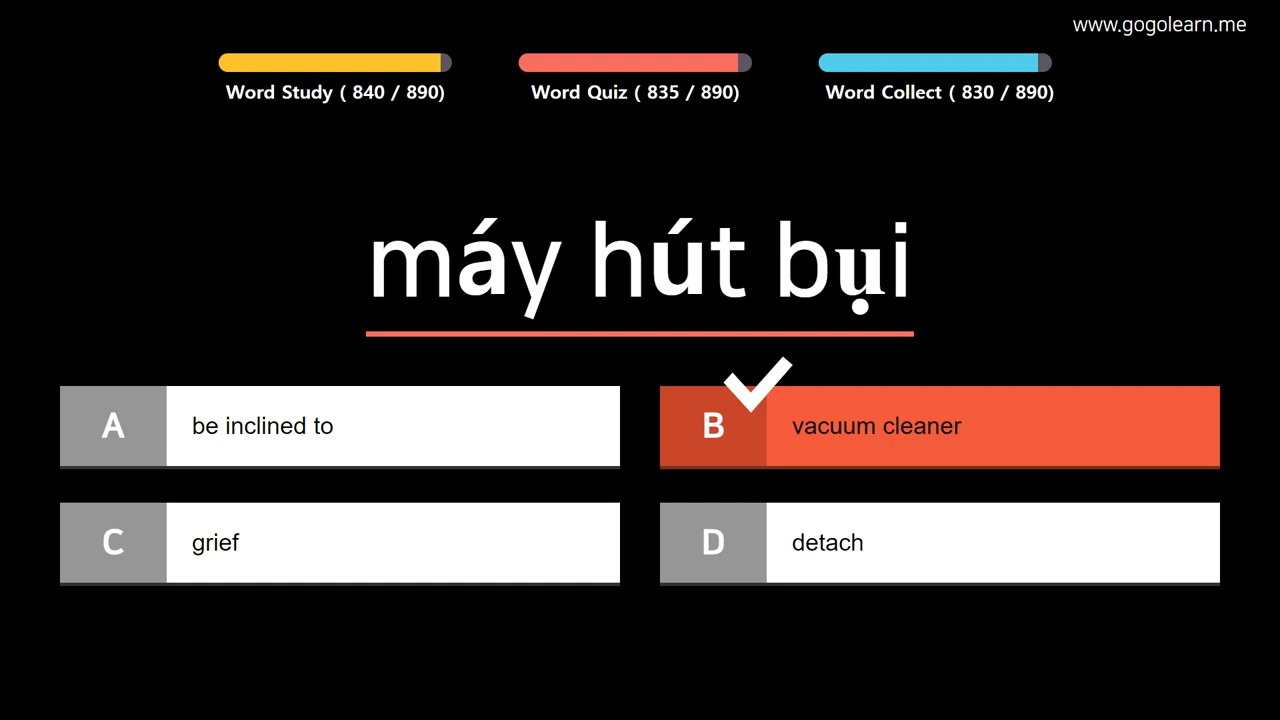 www.gogolearn.me
Word Study ( 840 / 890)
Word Quiz ( 835 / 890)
Word Collect ( 830 / 890)
máy hút bụi
A be inclined to
B vacuum cleaner
C grief
D detach